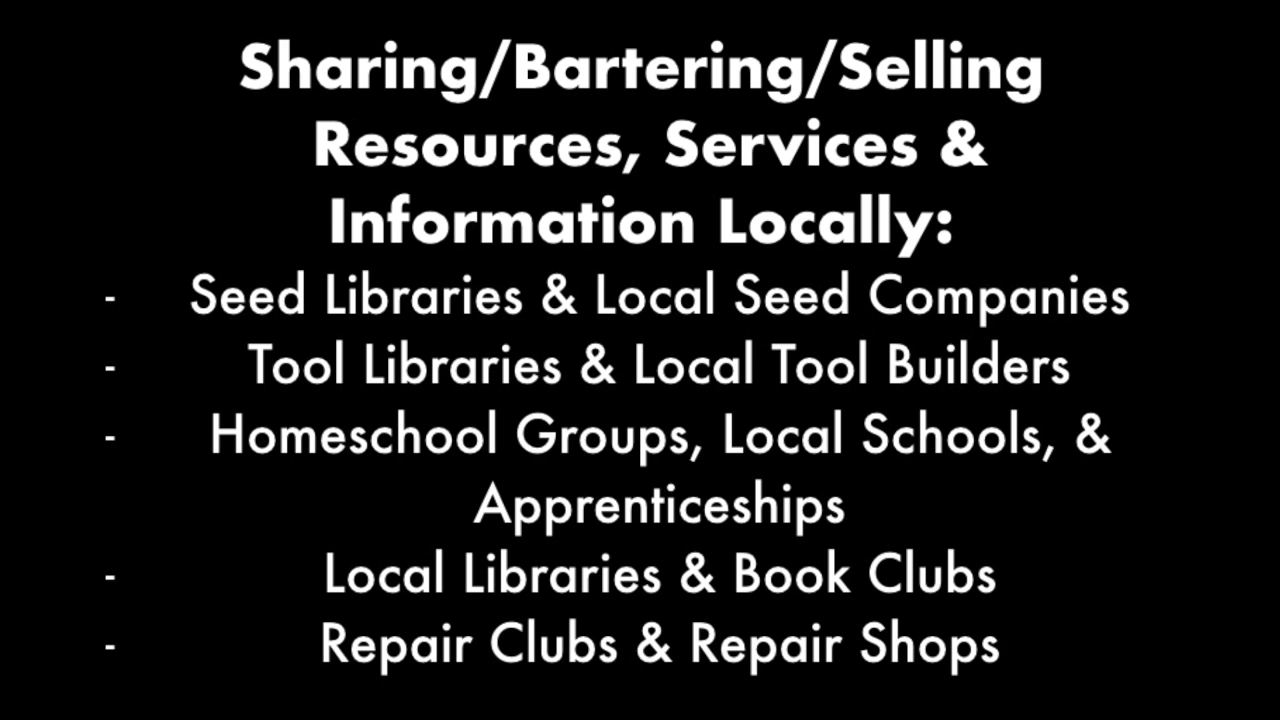 Sharing/Bartering/Selling
Resources, Services &
Information Locally:
- Seed Libraries & Local Seed Companies
- Tool Libraries & Local Tool Builders
- Homeschool Groups, Local Schools, &
Apprenticeships
- Local Libraries & Book Clubs
- Repair Clubs & Repair Shops